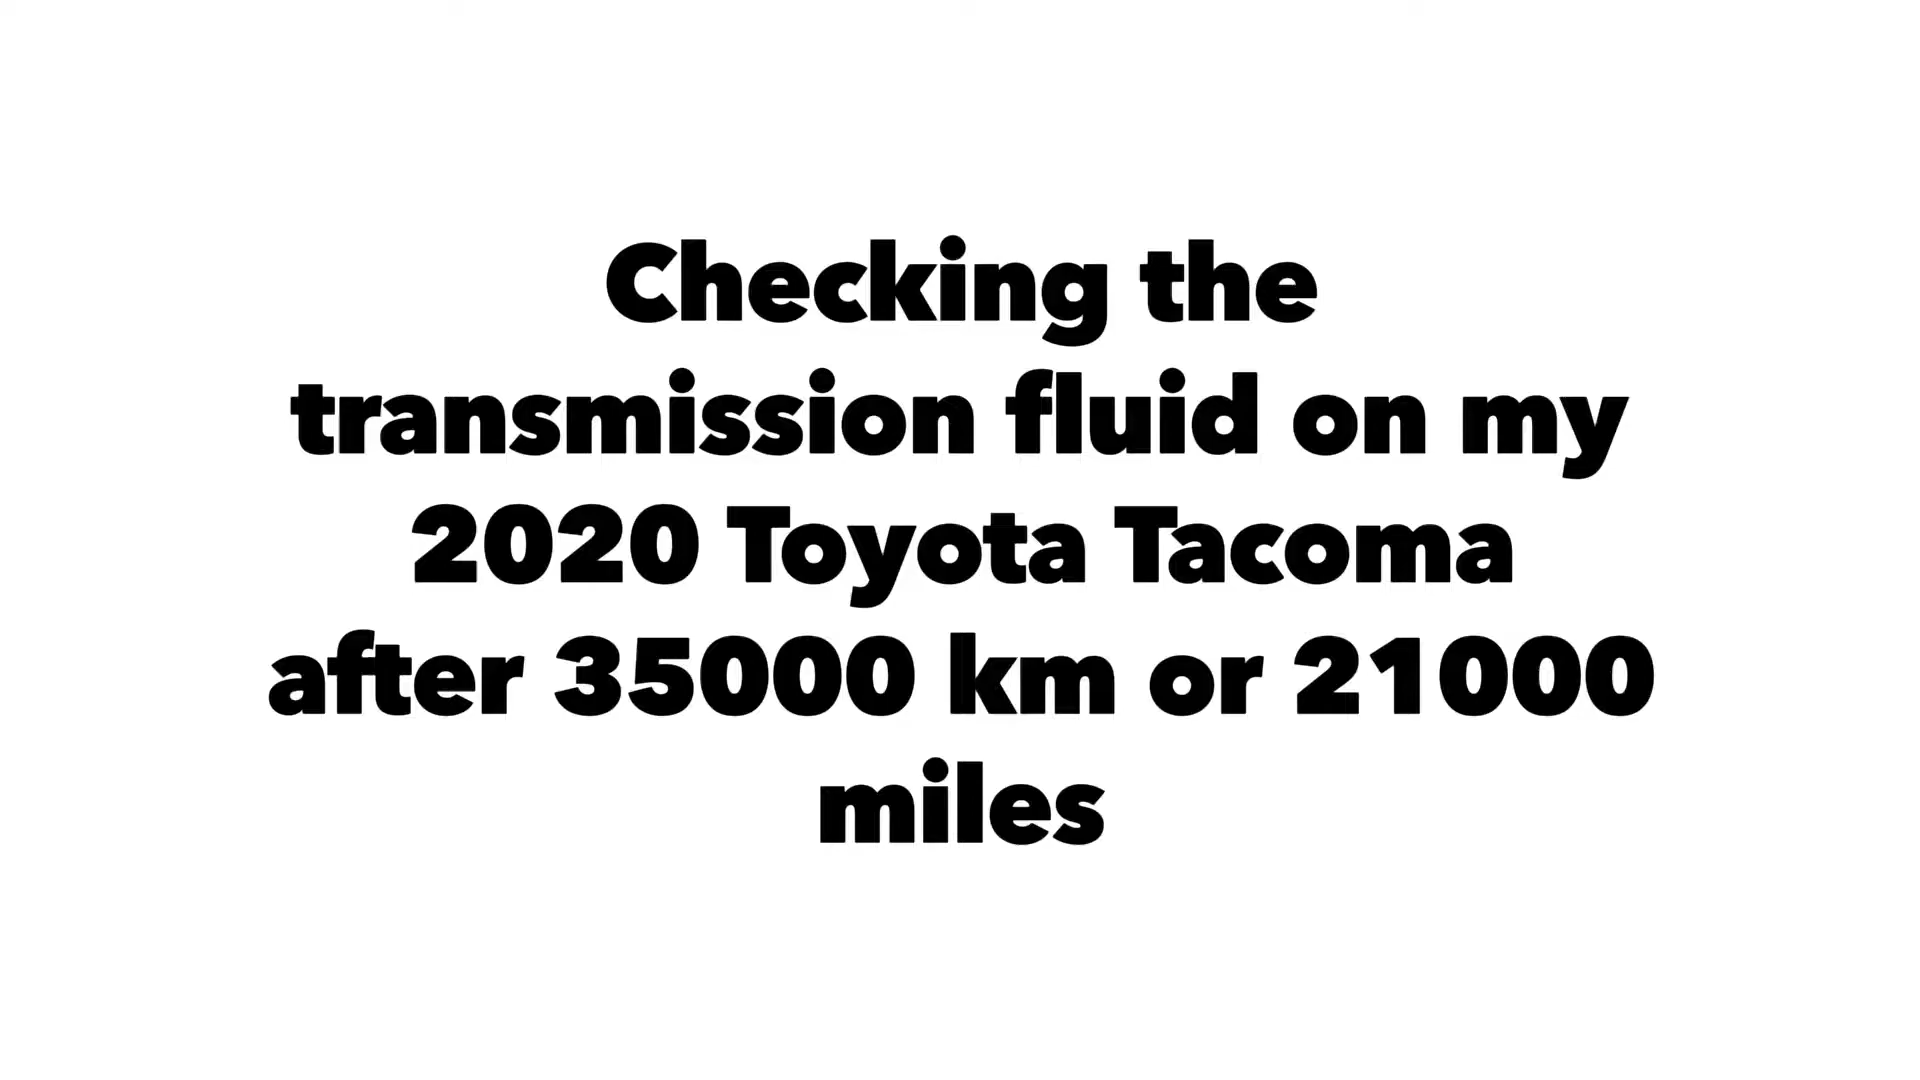 Checking the
transmission fluid on my
2020 Toyota Tacoma
after 35000 km or 21000
miles